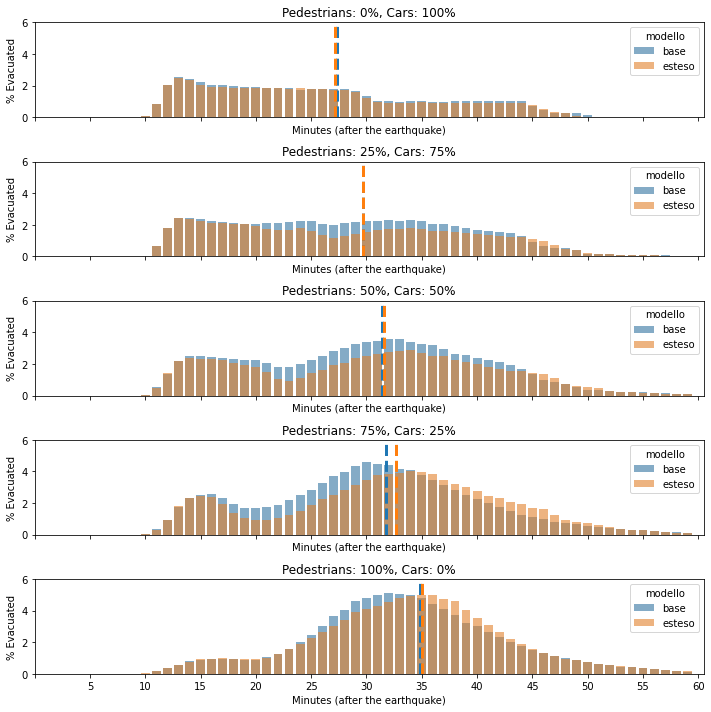 Pedestrians: 0%, Cars: 100%
6
4
2
0
% Evacuated
modello
base
esteso
Minutes (after the earthquake)
Pedestrians: 25%, Cars: 75%
6
4
2
0
% Evacuated
modello
base
esteso
Minutes (after the earthquake)
Pedestrians: 50%, Cars: 50%
6
4
2
0
% Evacuated
modello
base
esteso
Minutes (after the earthquake)
Pedestrians: 75%, Cars: 25%
6
4
2
0
% Evacuated
modello
base
esteso
Minutes (after the earthquake)
Pedestrians: 100%, Cars: 0%
6
4
2
0
% Evacuated
modello
base
esteso
5 10 15 20 25 30 35 40 45 50 55 60
Minutes (after the earthquake)